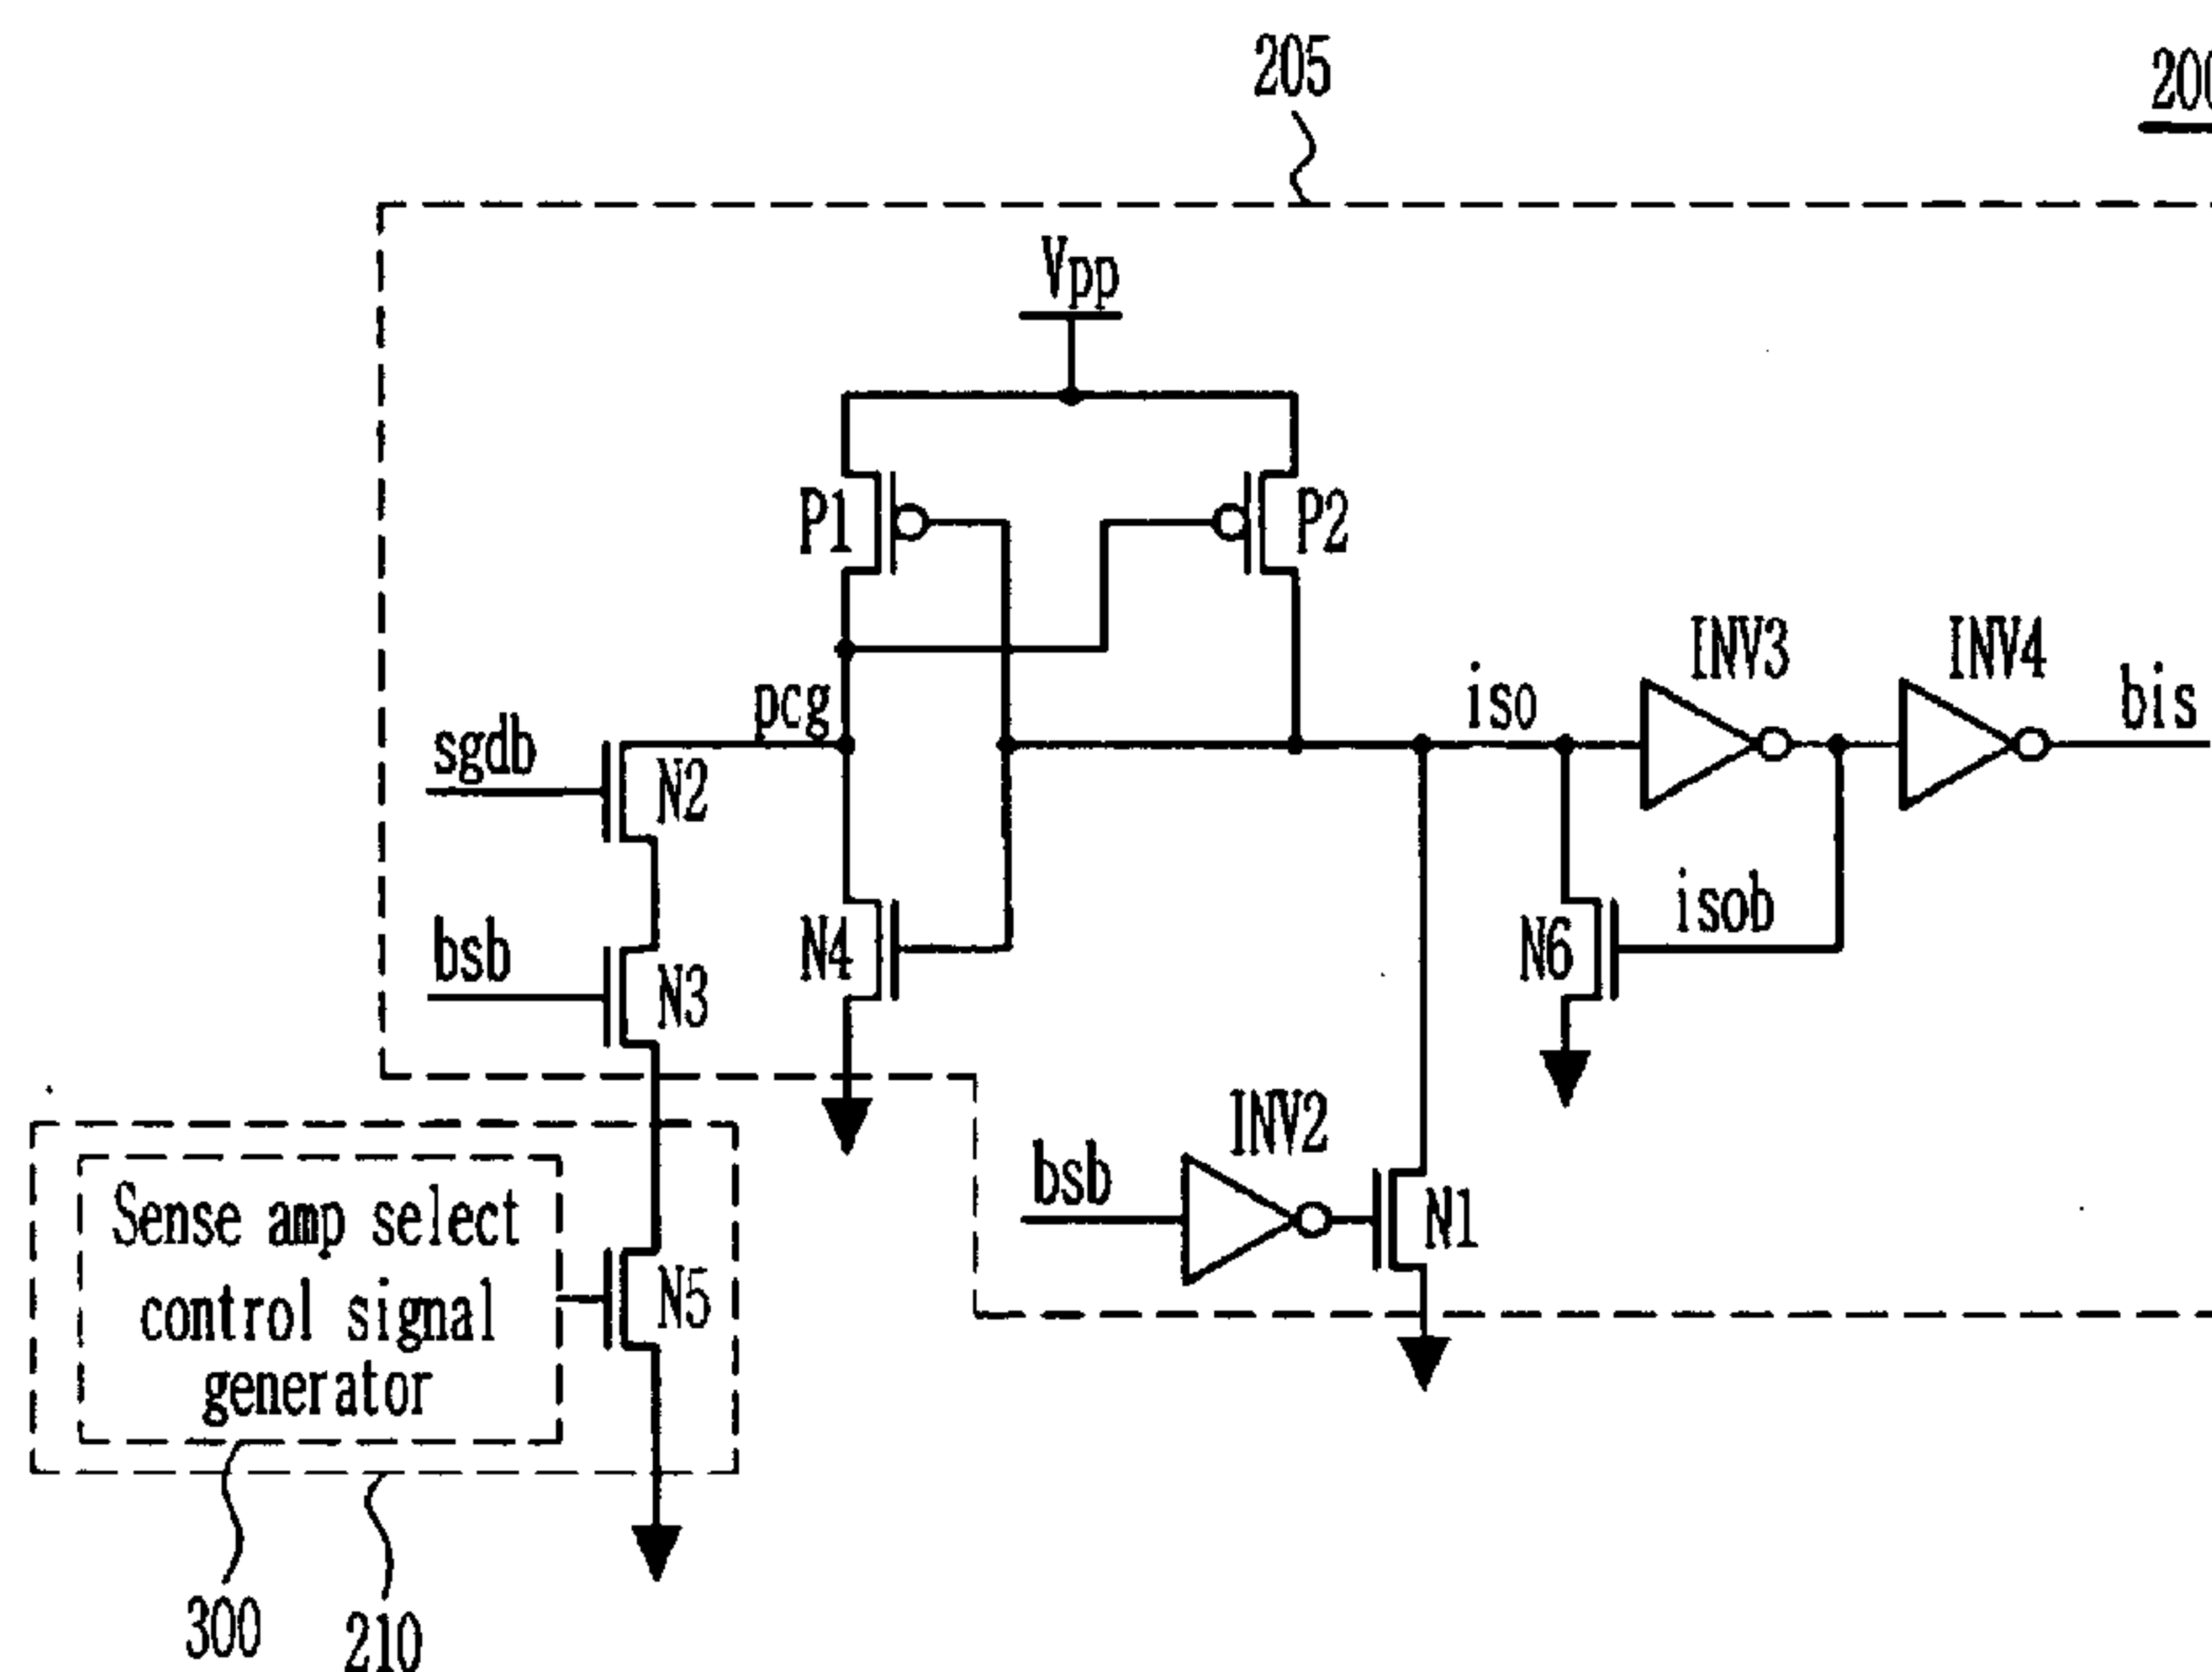 205
200
Vpp
P1
P2
INV3
INV4
pcg
iso
bis
sgdb
N2
bsb
N3
N4
N6
isob
INV2
bsb
N1
Sense amp select
control signal
generator
N5
300
210